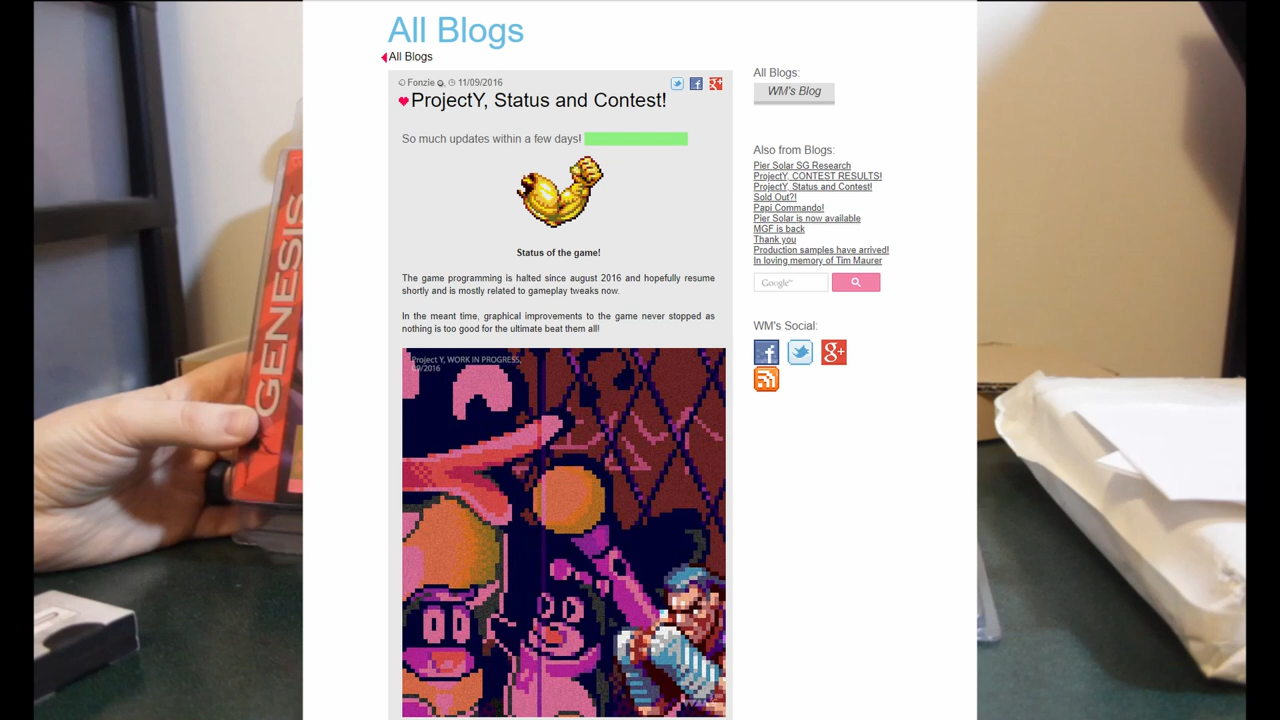 All Blogs
All Blogs
Fonzie, 11/09/2016
ProjectY, Status and Contest!
So much updates within a few days!
Status of the game!
The game programming is halted since august 2016 and hopefully resume
shortly and is mostly related to gameplay tweaks now.
In the meant time, graphical improvements to the game never stopped as
nothing is too good for the ultimate beat them all!
Project Y, WORK IN PROGRESS,
09/2016
All Blogs:
WM's Blog
Also from Blogs:
Pier Solar SG Research
ProjectY, CONTEST RESULTS!
ProjectY, Status and Contest!
Sold Out?!
Papi Commando!
Pier Solar is now available
MGF is back
Thank you
Production samples have arrived!
In loving memory of Tim Maurer
Google™
WM's Social:
GENESIS